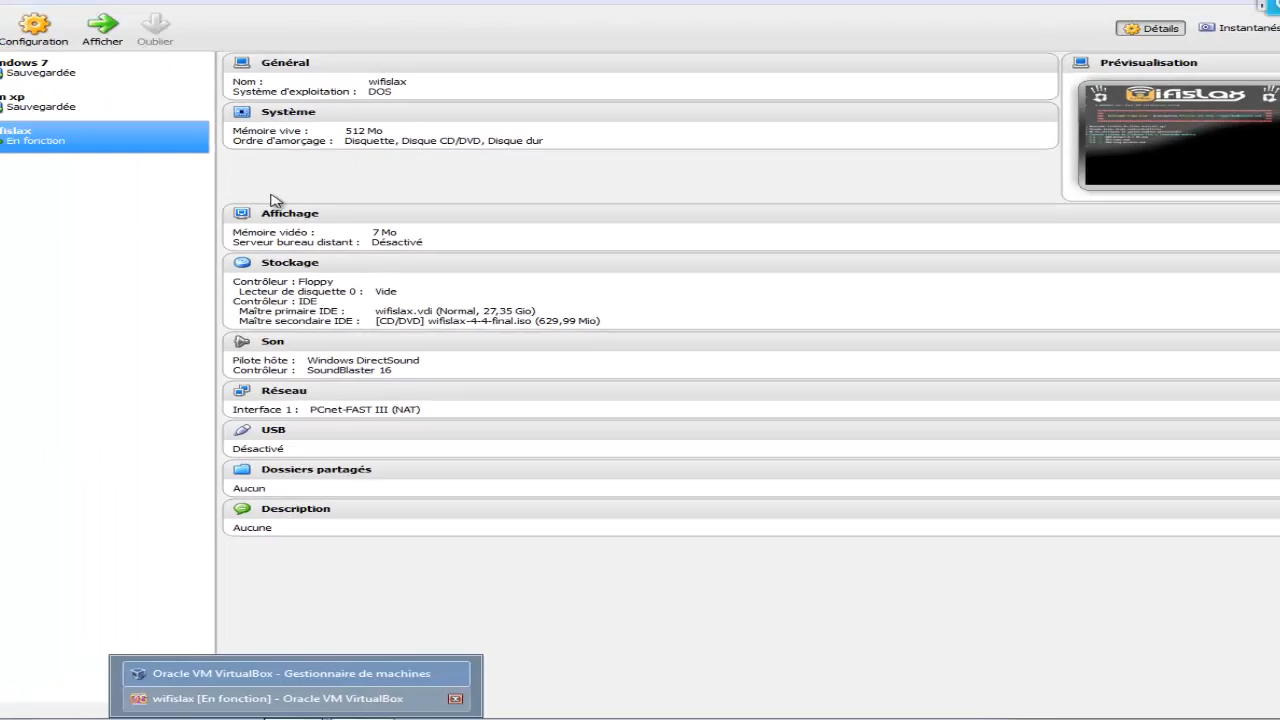 Configuration Afficher Oublier
Détails Instantanés
ndows 7
Sauvegardée
n xp
Sauvegardée
fislax
En fonction
Général
Nom : wifislax
Système d'exploitation : DOS
Système
Mémoire vive : 512 Mo
Ordre d'amorçage : Disquette, Disque CD/DVD, Disque dur
Prévisualisation
wifislax
Affichage
Mémoire vidéo : 7 Mo
Serveur bureau distant : Désactivé
Stockage
Contrôleur : Floppy
Lecteur de disquette 0 : Vide
Contrôleur : IDE
Maître primaire IDE : wifislax.vdi (Normal, 27,35 Gio)
Maître secondaire IDE : [CD/DVD] wifislax-4-4-final.iso (629,99 Mio)
Son
Pilote hôte : Windows DirectSound
Contrôleur : SoundBlaster 16
Réseau
Interface 1 : PCnet-FAST III (NAT)
USB
Désactivé
Dossiers partagés
Aucun
Description
Aucune
Oracle VM VirtualBox - Gestionnaire de machines
wifislax [En fonction] - Oracle VM VirtualBox